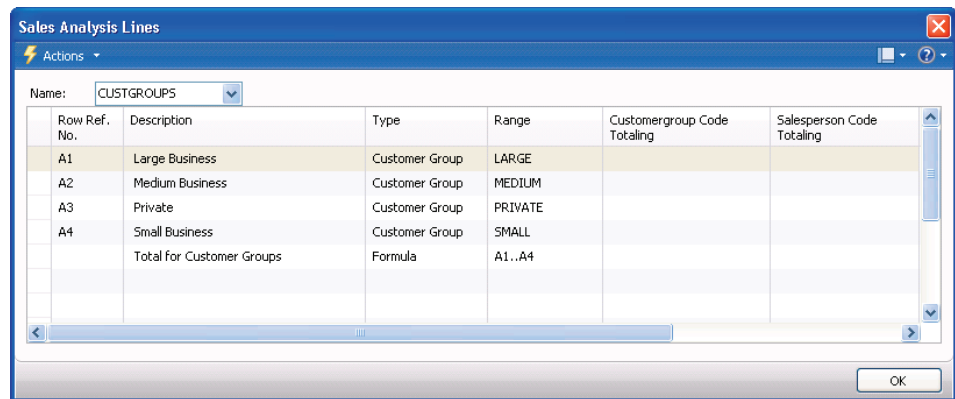 Sales Analysis Lines
Actions
Name: CUSTGROUPS
Row Ref. No. Description Type Range Customergroup Code Totaling Salesperson Code Totaling
A1 Large Business Customer Group LARGE
A2 Medium Business Customer Group MEDIUM
A3 Private Customer Group PRIVATE
A4 Small Business Customer Group SMALL
Total for Customer Groups Formula A1..A4
OK